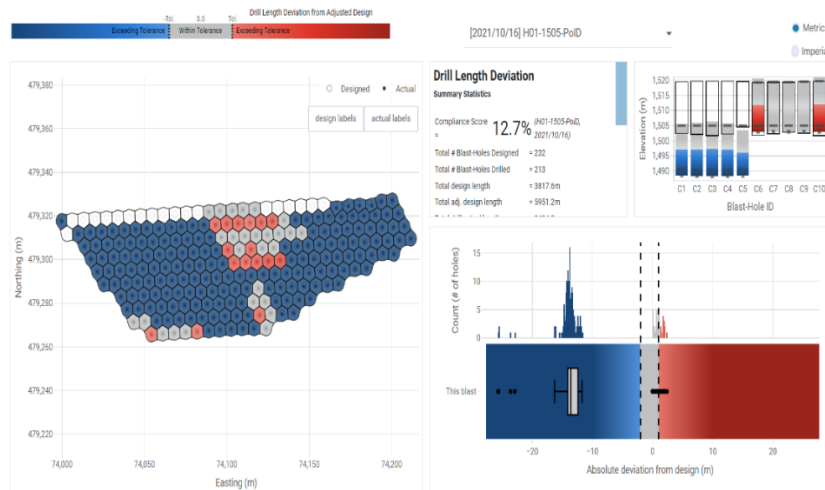 Drill Length Deviation from Adjusted Design
-Tol. 0.0 Tol.
Exceeding Tolerance Within Tolerance Exceeding Tolerance
[2021/10/16] H01-1505-PoID
Metric
Imperia
Designed Actual
design labels actual labels
479,380
479,360
479,340
479,320
479,300
479,280
479,260
479,240
479,220
Northing (m)
74,000 74,050 74,100 74,150 74,200
Easting (m)
Drill Length Deviation
Summary Statistics
Compliance Score = 12.7% (H01-1505-PoID, 2021/10/16)
Total # Blast-Holes Designed = 232
Total # Blast-Holes Drilled = 213
Total design length = 3817.6m
Total adj. design length = 5951.2m
1,520
1,515
1,510
1,505
1,500
1,495
1,490
Elevation (m)
C1 C2 C3 C4 C5 C6 C7 C8 C9 C10
Blast-Hole ID
15
10
5
0
Count (# of holes)
This blast
-20 -10 0 10 20
Absolute deviation from design (m)